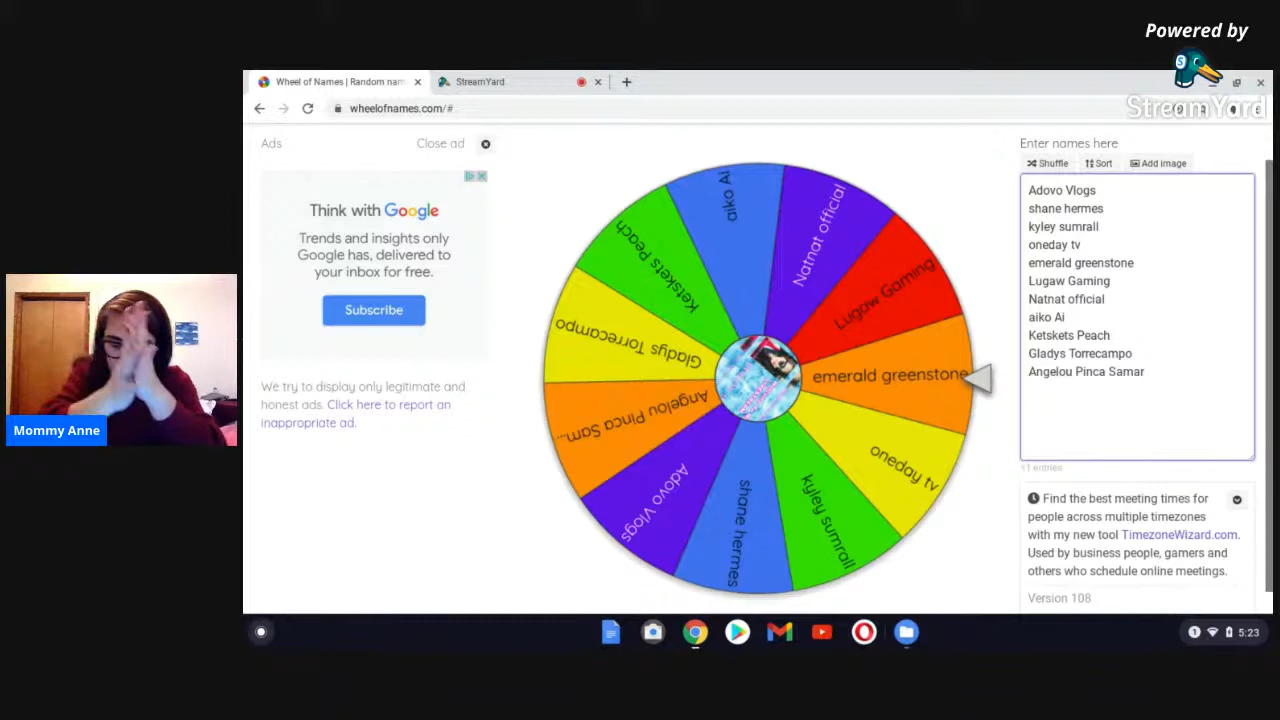 Powered by
StreamYard
Wheel of Names | Random nam
StreamYard
wheelofnames.com/#
Ads
Close ad
Think with Google
Trends and insights only
Google has, delivered to
your inbox for free.
Subscribe
We try to display only legitimate and
honest ads. Click here to report an
inappropriate ad.
Mommy Anne
aiko Ai
Natnat official
Lugaw Gaming
emerald greenstone
oneday tv
kyley sumrall
shane hermes
Adovo Vlogs
Angelou Pinca Sam...
Gladys Torrecampo
Ketskets Peach
Enter names here
Shuffle
Sort
Add image
Adovo Vlogs
shane hermes
kyley sumrall
oneday tv
emerald greenstone
Lugaw Gaming
Natnat official
aiko Ai
Ketskets Peach
Gladys Torrecampo
Angelou Pinca Samar
11 entries
Find the best meeting times for
people across multiple timezones
with my new tool TimezoneWizard.com.
Used by business people, gamers and
others who schedule online meetings.
Version 108
1
5:23